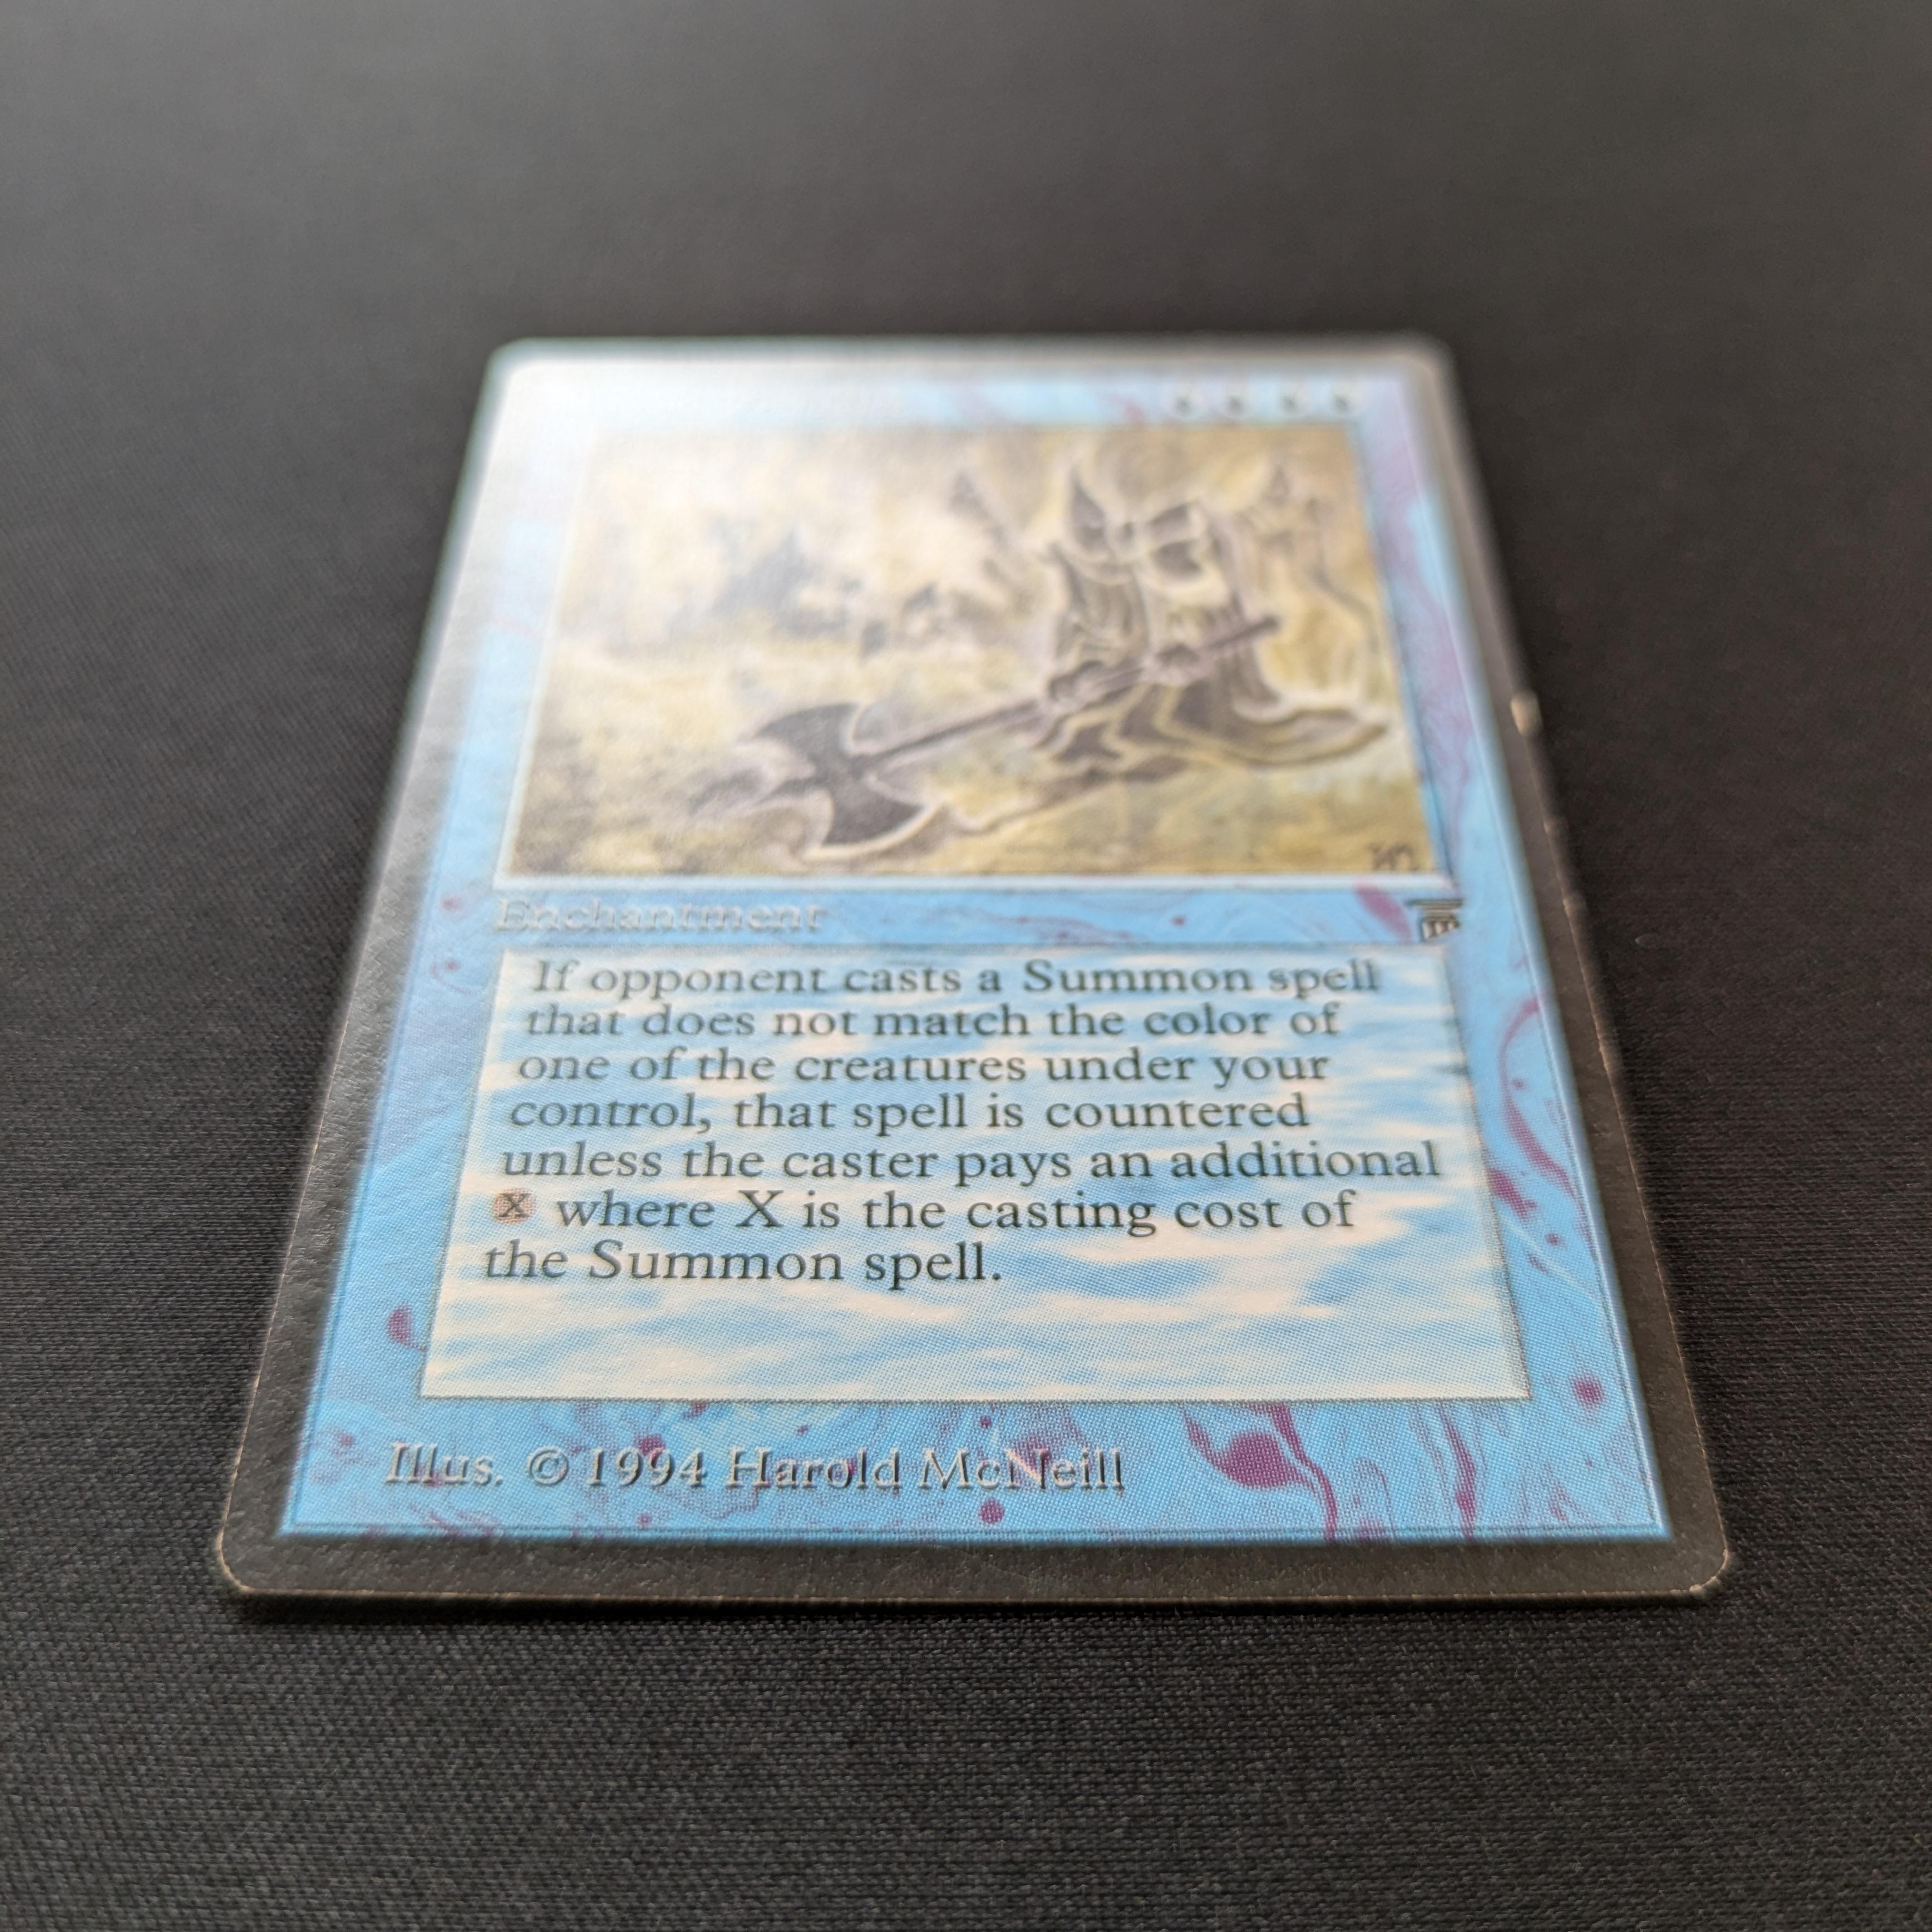 Enchantment
If opponent casts a Summon spell
that does not match the color of
one of the creatures under your
control, that spell is countered
unless the caster pays an additional
X where X is the casting cost of
the Summon spell.
Illus. © 1994 Harold McNeill